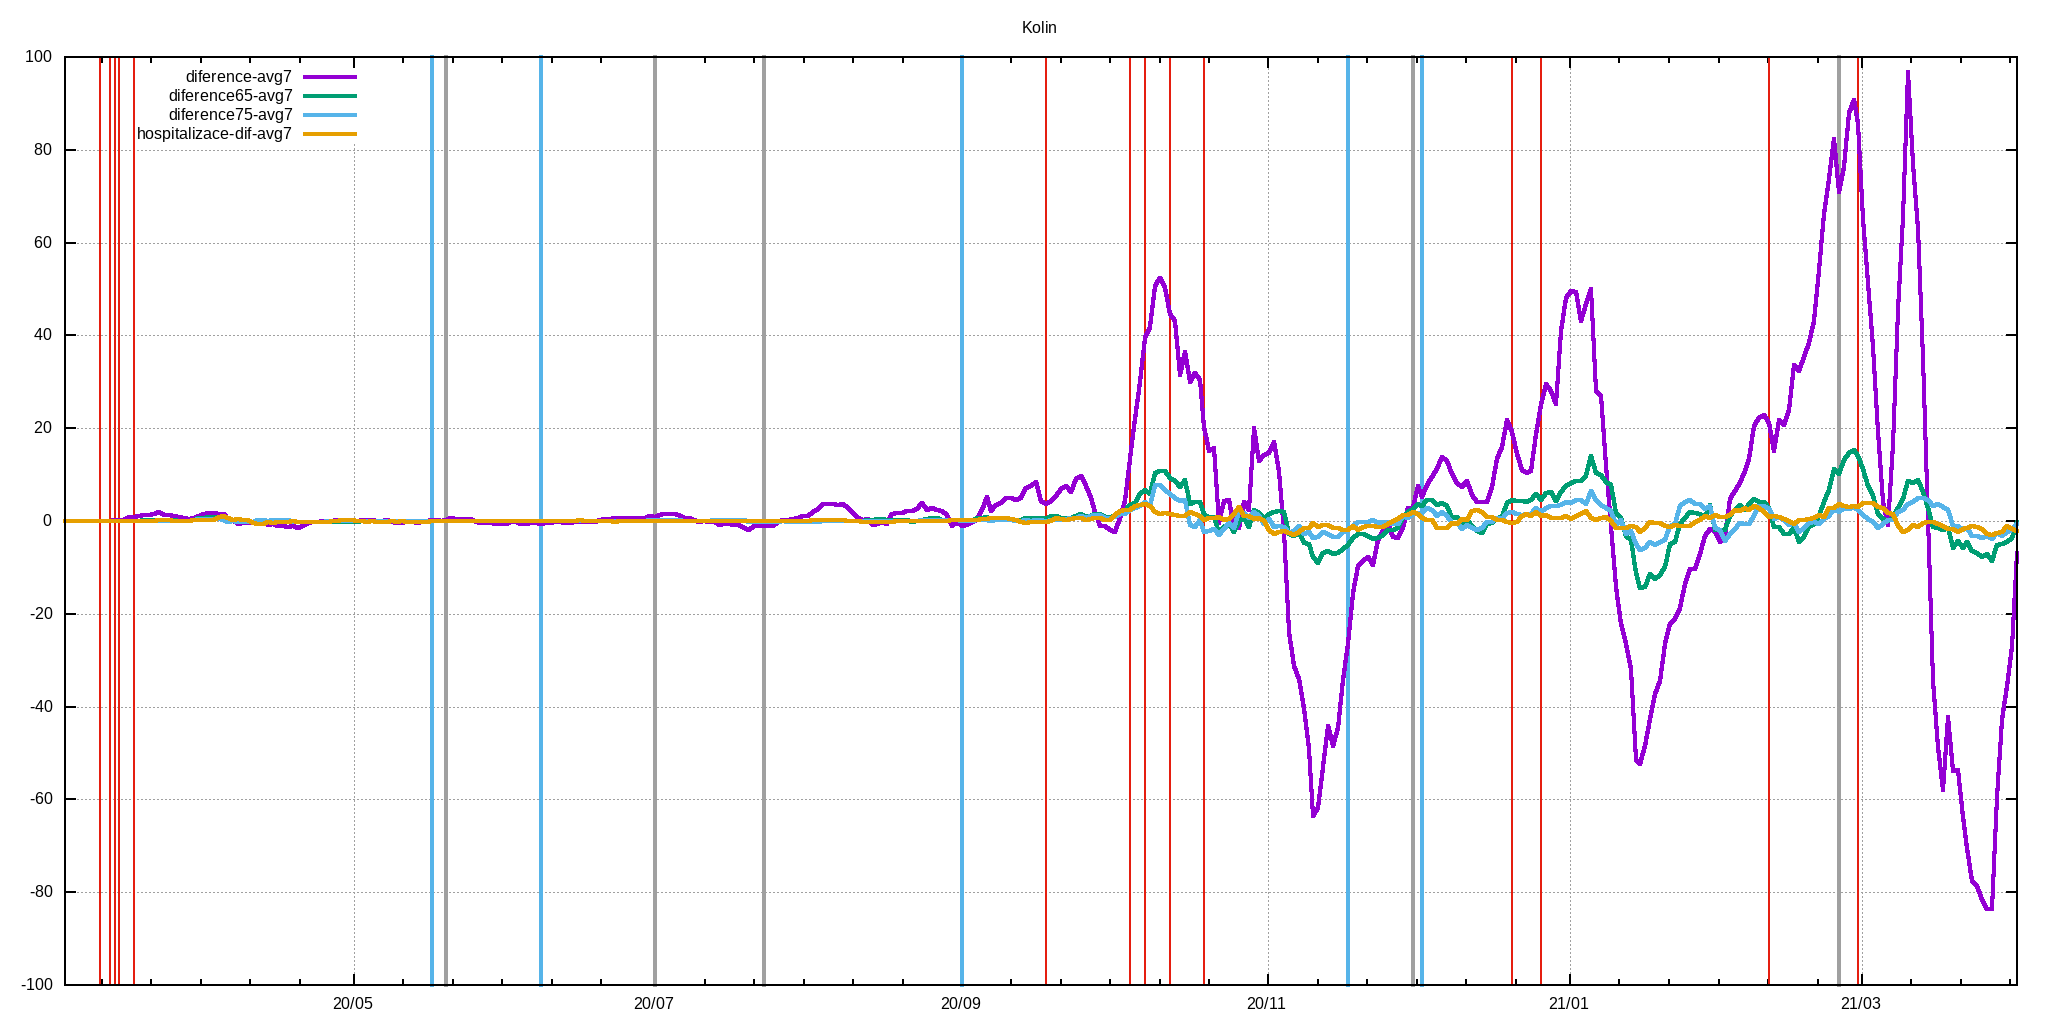 Kolin
diference-avg7
diference65-avg7
diference75-avg7
hospitalizace-dif-avg7
100
80
60
40
20
0
-20
-40
-60
-80
-100
20/05 20/07 20/09 20/11 21/01 21/03